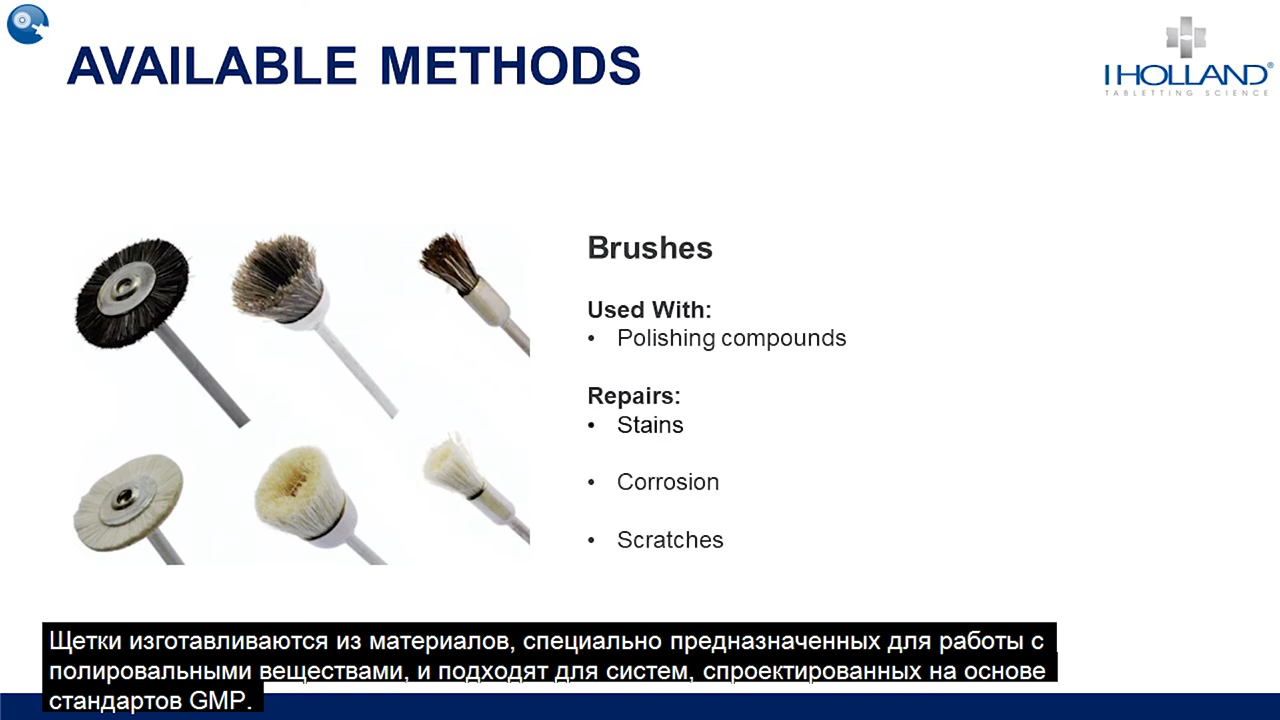 AVAILABLE METHODS
I HOLLAND®
TABLETTING SCIENCE
Brushes
Used With:
• Polishing compounds
Repairs:
• Stains
• Corrosion
• Scratches
Щетки изготавливаются из материалов, специально предназначенных для работы с
полировальными веществами, и подходят для систем, спроектированных на основе
стандартов GMP.